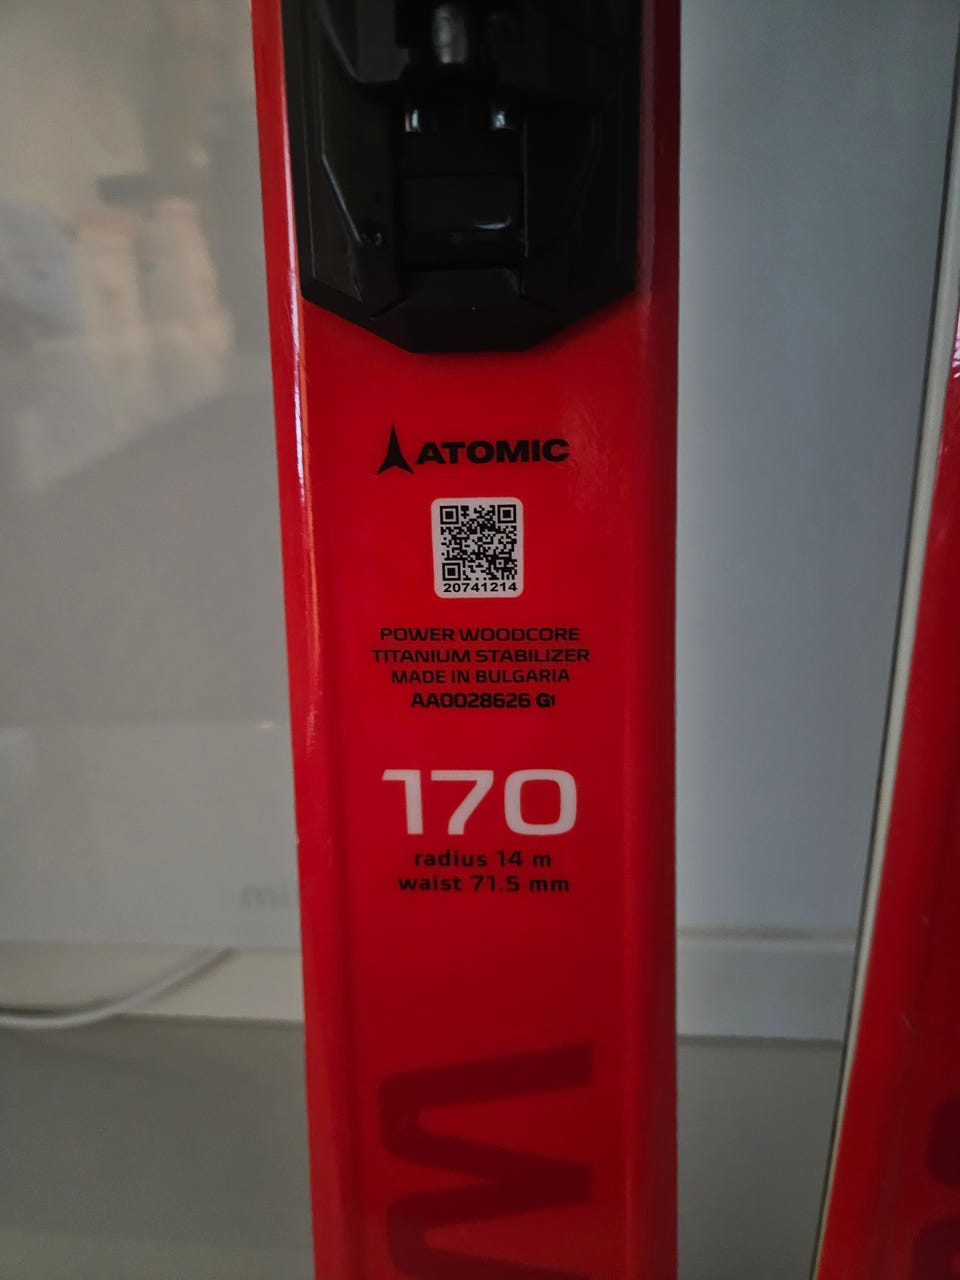 ATOMIC
20741214
POWER WOODCORE
TITANIUM STABILIZER
MADE IN BULGARIA
AA0028626 G1
170
radius 14 m
waist 71.5 mm